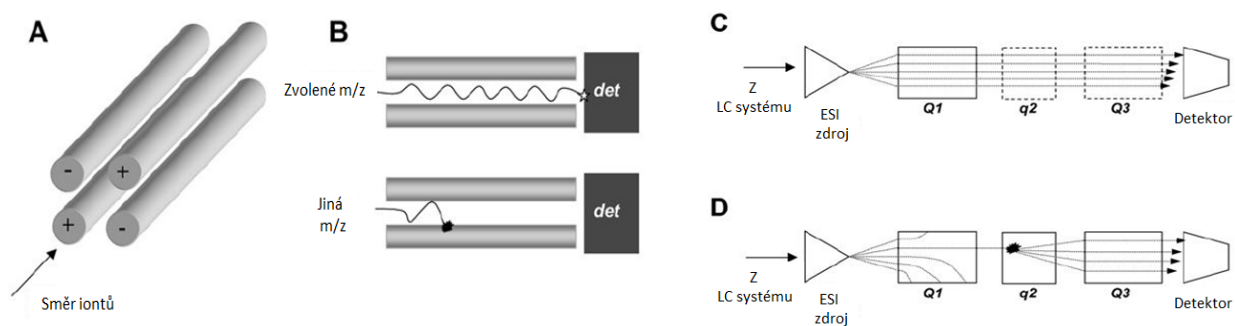 A
-
+
+
-
Směr iontů
B
Zvolené m/z
det
Jiná
m/z
det
C
Z
LC systému
ESI
zdroj
Q1
q2
Q3
Detektor
D
Z
LC systému
ESI
zdroj
Q1
q2
Q3
Detektor